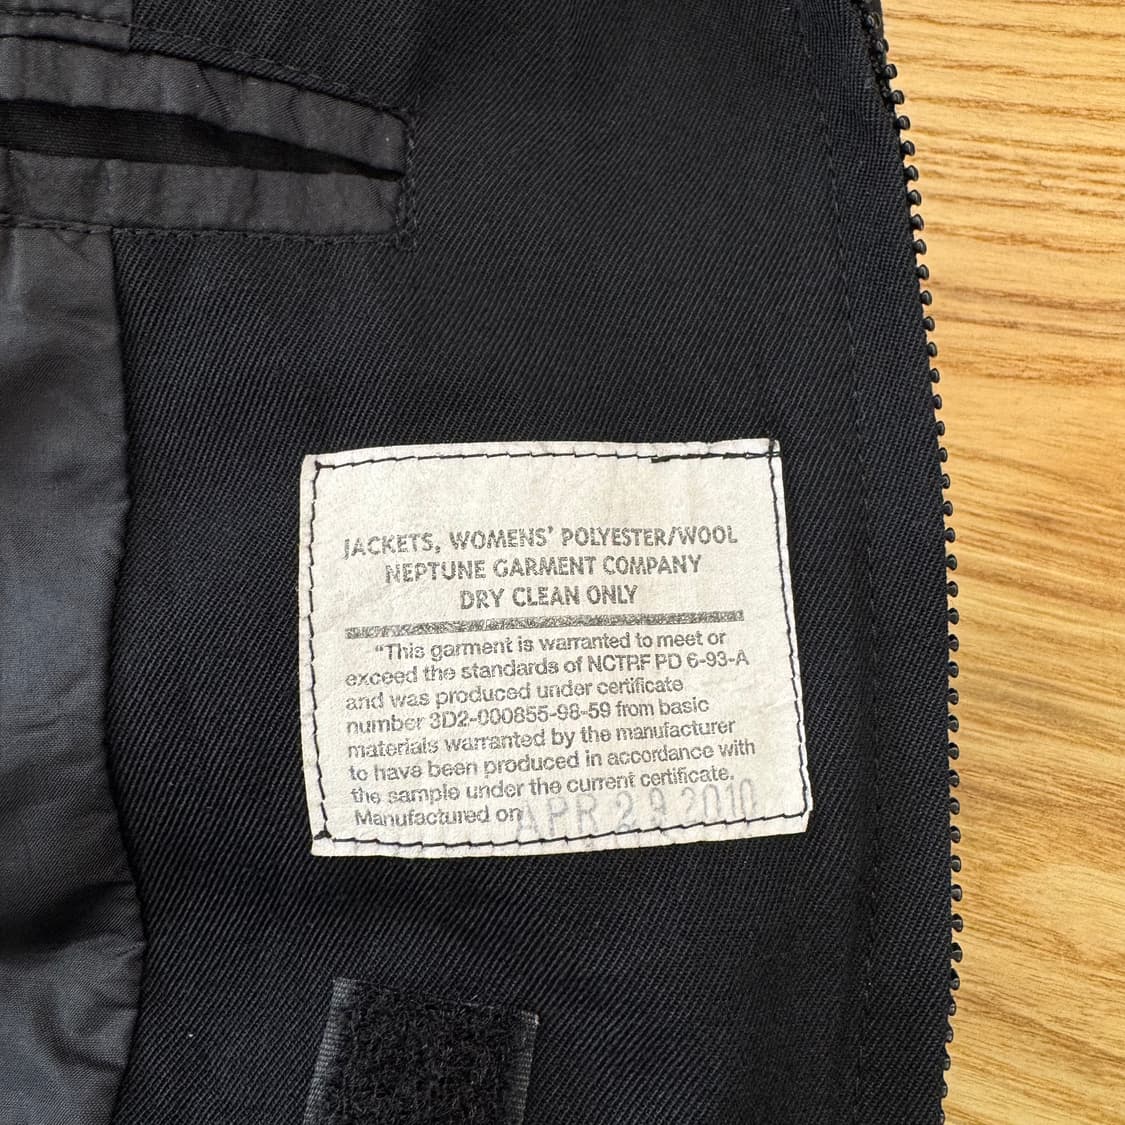 JACKETS, WOMENS' POLYESTER/WOOL
NEPTUNE GARMENT COMPANY
DRY CLEAN ONLY
"This garment is warranted to meet or
exceed the standards of NCTRF PD 6-93-A
and was produced under certificate
number 3D2-000855-98-59 from basic
materials warranted by the manufacturer
to have been produced in accordance with
the sample under the current certificate.
Manufactured on APR 29 2010